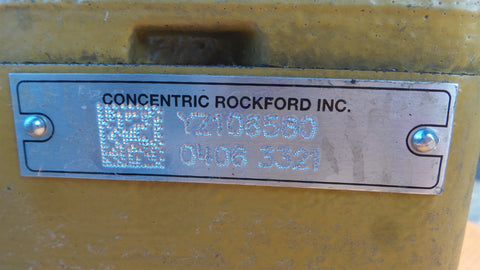 CONCENTRIC ROCKFORD INC.
YZ106580
0406 3321